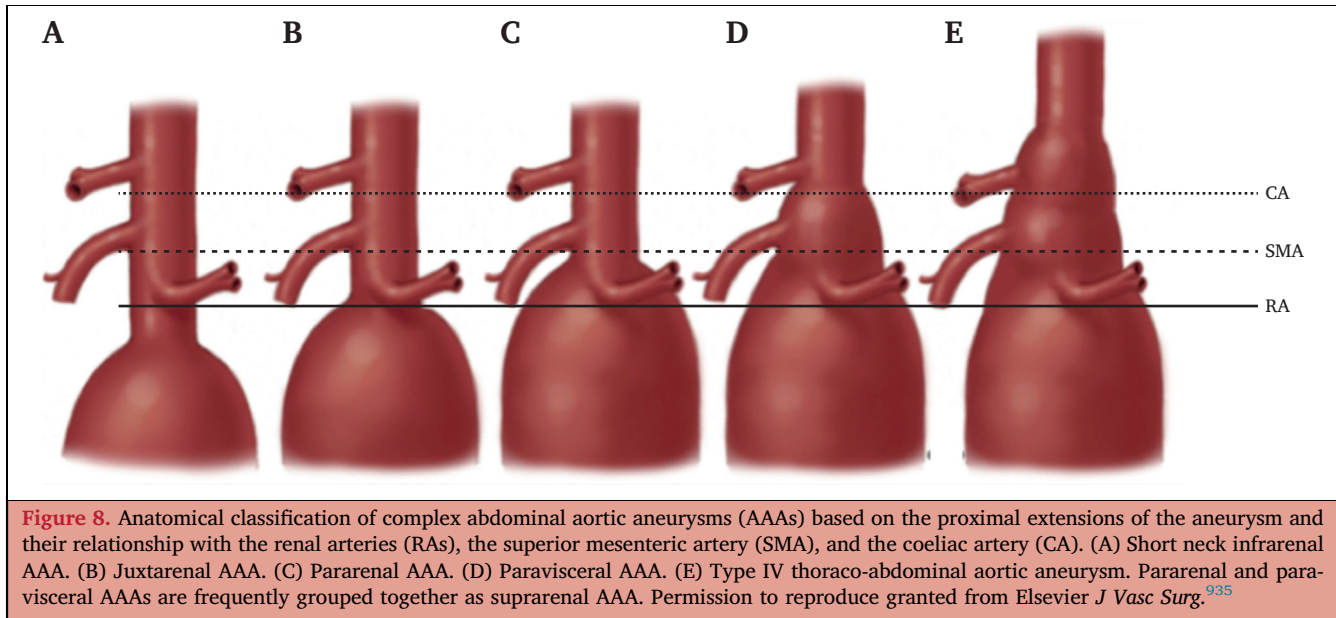 A B C D E
CA
SMA
RA
Figure 8. Anatomical classification of complex abdominal aortic aneurysms (AAAs) based on the proximal extensions of the aneurysm and
their relationship with the renal arteries (RAs), the superior mesenteric artery (SMA), and the coeliac artery (CA). (A) Short neck infrarenal
AAA. (B) Juxtarenal AAA. (C) Pararenal AAA. (D) Paravisceral AAA. (E) Type IV thoraco-abdominal aortic aneurysm. Pararenal and para-
visceral AAAs are frequently grouped together as suprarenal AAA. Permission to reproduce granted from Elsevier J Vasc Surg.935